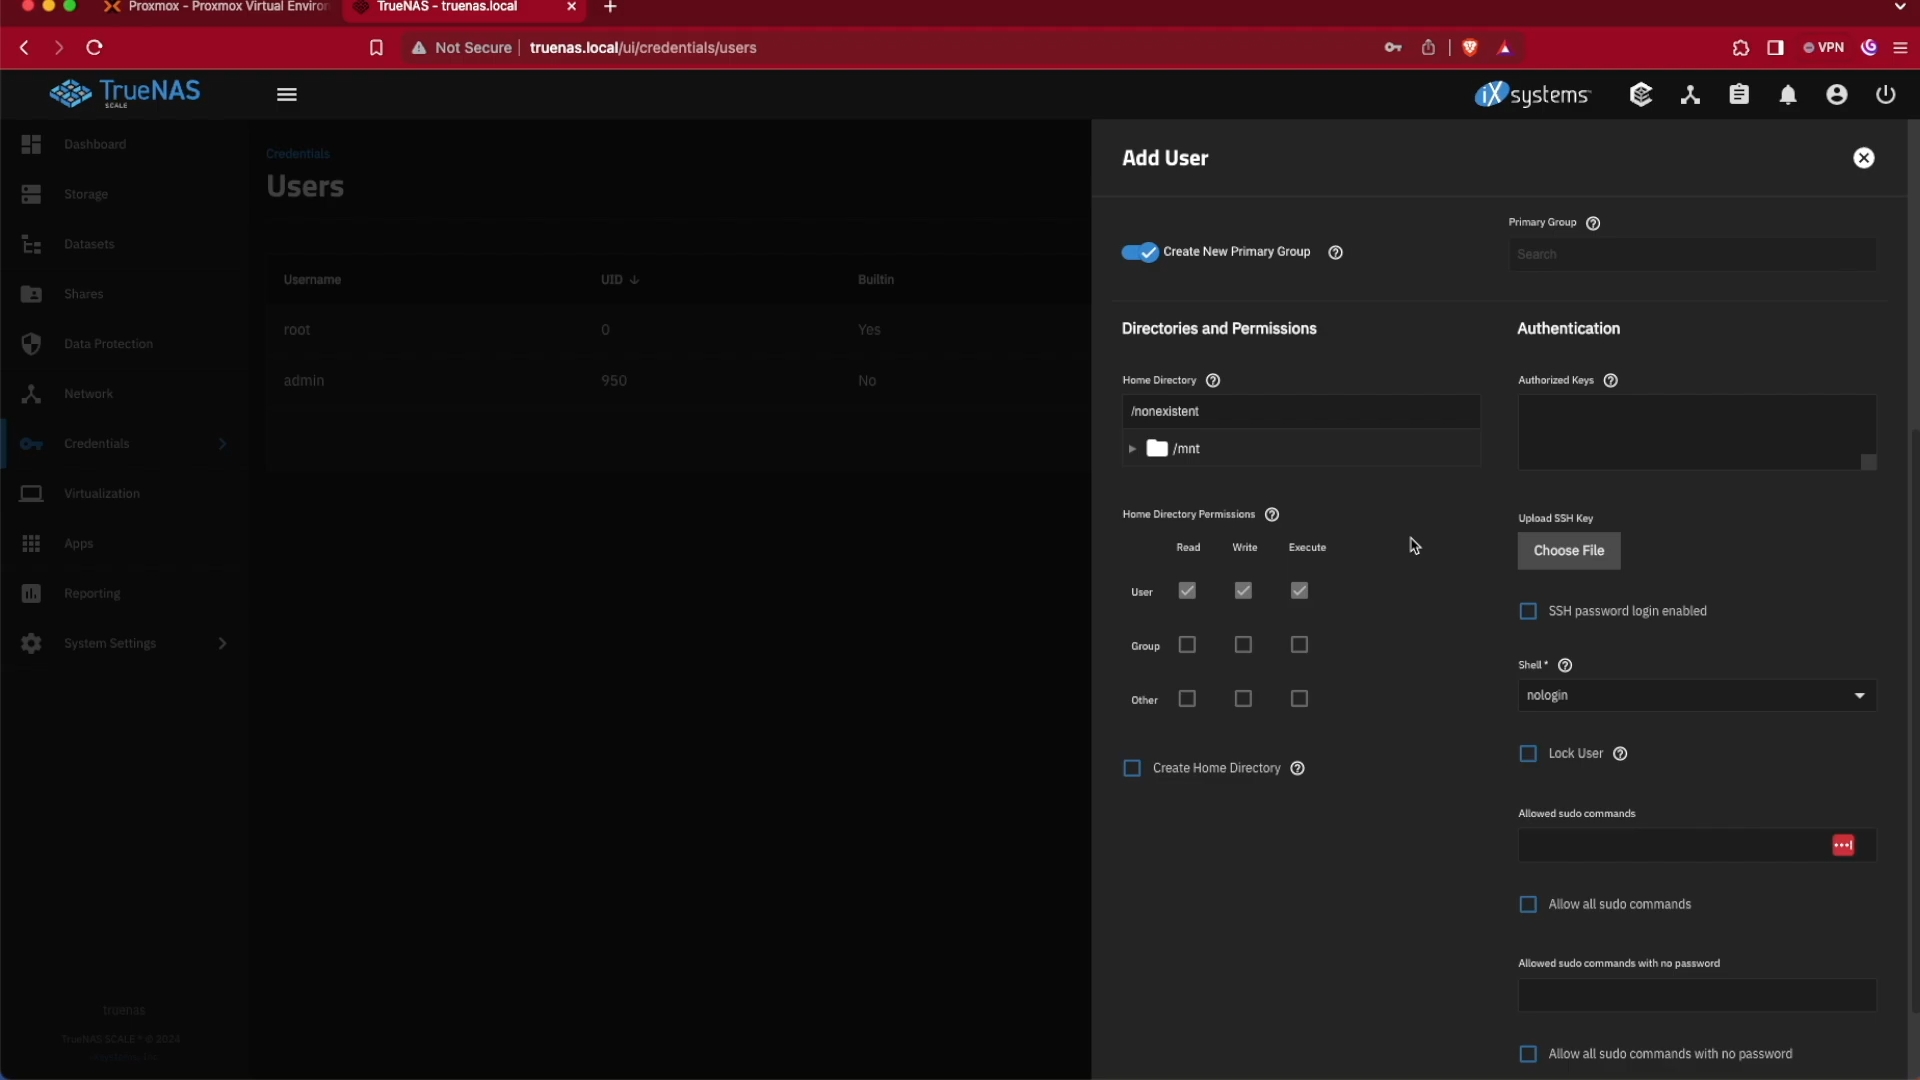 Proxmox - Proxmox Virtual Environ
TrueNAS - truenas.local
Not Secure
truenas.local/ui/credentials/users
VPN
TrueNAS
SCALE
iXsystems
Dashboard
Storage
Datasets
Shares
Data Protection
Network
Credentials
Virtualization
Apps
Reporting
System Settings
truenas
TrueNAS SCALE ® © 2024
Credentials
Users
Username UID Builtin
root 0 Yes
admin 950 No
Add User
Create New Primary Group
Primary Group
Search
Directories and Permissions
Home Directory
/nonexistent
/mnt
Home Directory Permissions
Read Write Execute
User
Group
Other
Create Home Directory
Authentication
Authorized Keys
Upload SSH Key
Choose File
SSH password login enabled
Shell *
nologin
Lock User
Allowed sudo commands
Allow all sudo commands
Allowed sudo commands with no password
Allow all sudo commands with no password